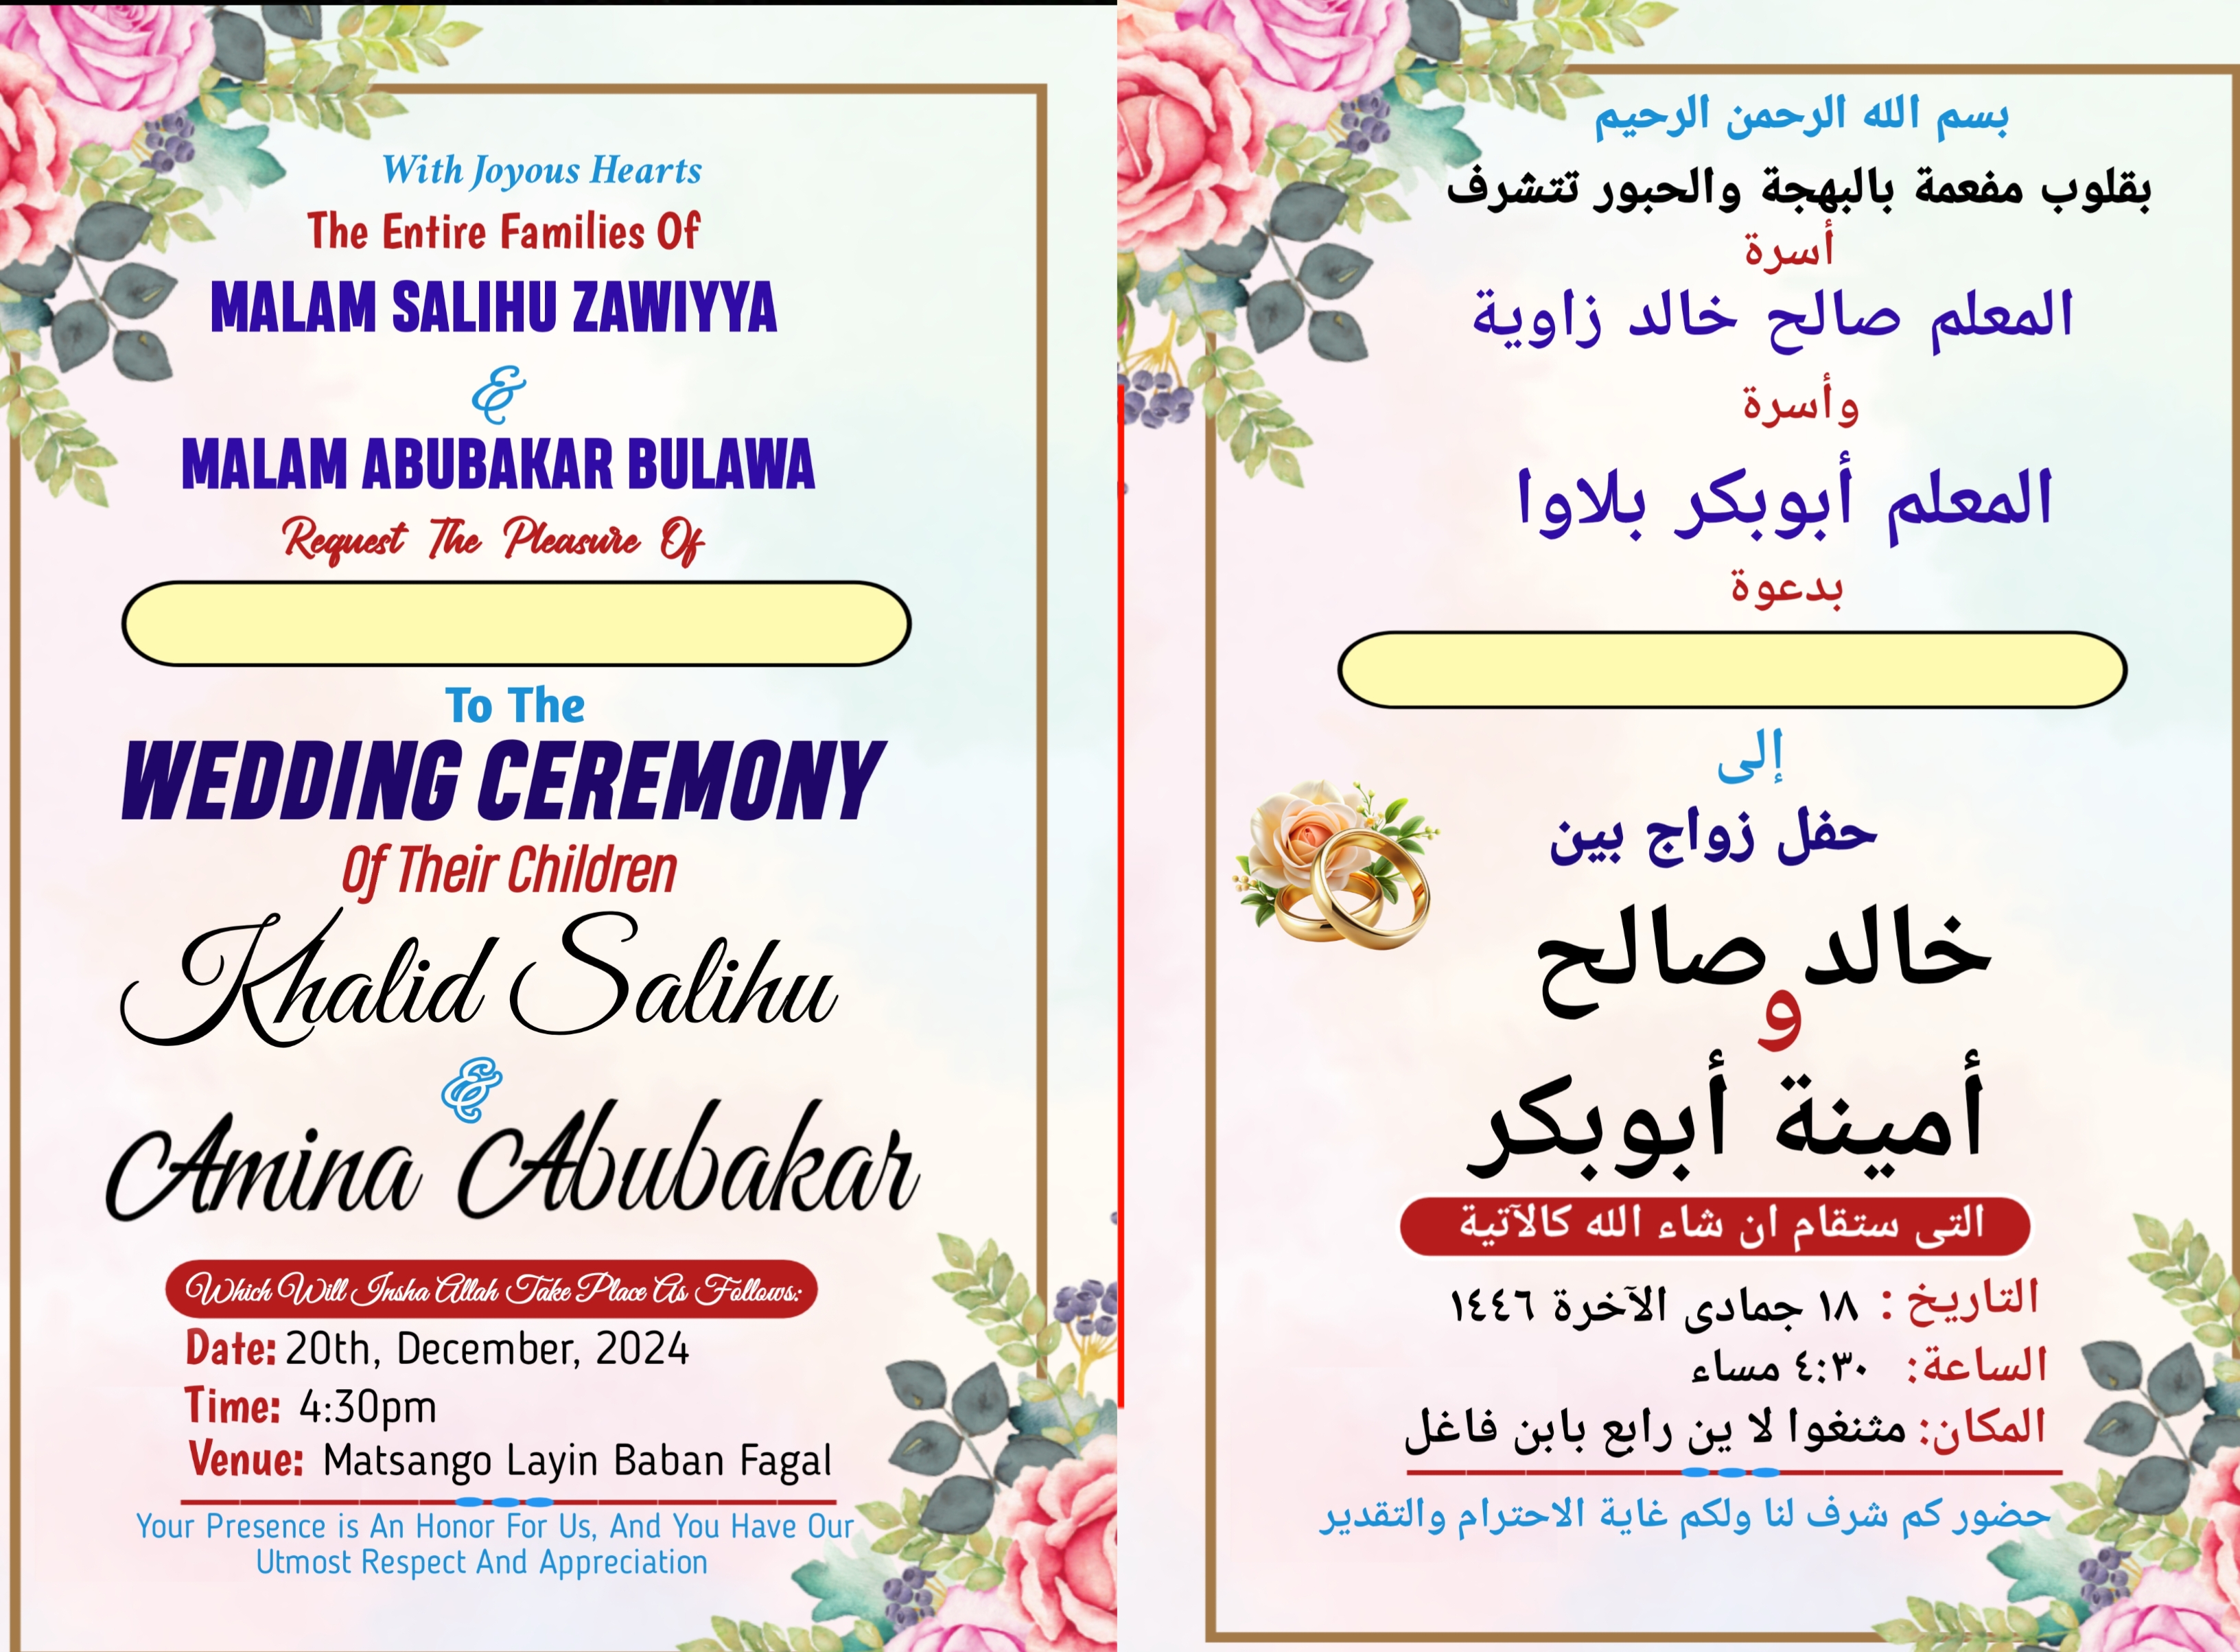 With Joyous Hearts
The Entire Families Of
MALAM SALIHU ZAWIYYA
&
MALAM ABUBAKAR BULAWA
Request The Pleasure Of
To The
WEDDING CEREMONY
Of Their Children
Khalid Salihu
&
Amina Abubakar
Which Will Insha Allah Take Place As Follows:
Date: 20th, December, 2024
Time: 4:30pm
Venue: Matsango Layin Baban Fagal
Your Presence is An Honor For Us, And You Have Our
Utmost Respect And Appreciation
بسم الله الرحمن الرحيم
بقلوب مفعمة بالبهجة والحبور تتشرف
أسرة
المعلم صالح خالد زاوية
وأسرة
المعلم أبوبكر بلاوا
بدعوة
إلى
حفل زواج بين
خالد صالح
و
أمينة أبوبكر
التى ستقام ان شاء الله كالآتية
التاريخ : ١٨ جمادى الآخرة ١٤٤٦
الساعة: ٤:٣٠ مساء
المكان: مثنغوا لا ين رابع بابن فاغل
حضور كم شرف لنا ولكم غاية الاحترام والتقدير